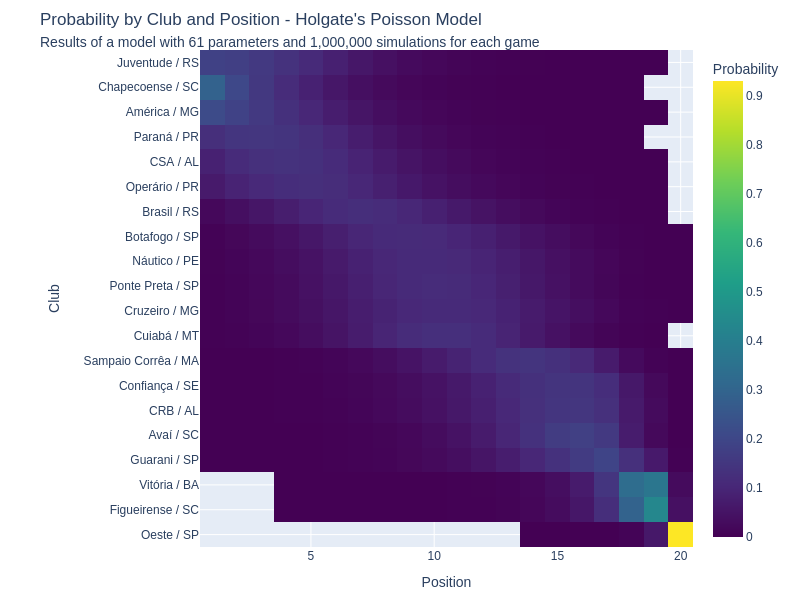 Probability by Club and Position - Holgate's Poisson Model
Results of a model with 61 parameters and 1,000,000 simulations for each game
Probability
Club
Juventude / RS
Chapecoense / SC
América / MG
Paraná / PR
CSA / AL
Operário / PR
Brasil / RS
Botafogo / SP
Náutico / PE
Ponte Preta / SP
Cruzeiro / MG
Cuiabá / MT
Sampaio Corrêa / MA
Confiança / SE
CRB / AL
Avaí / SC
Guarani / SP
Vitória / BA
Figueirense / SC
Oeste / SP
5 10 15 20
Position
0.9
0.8
0.7
0.6
0.5
0.4
0.3
0.2
0.1
0